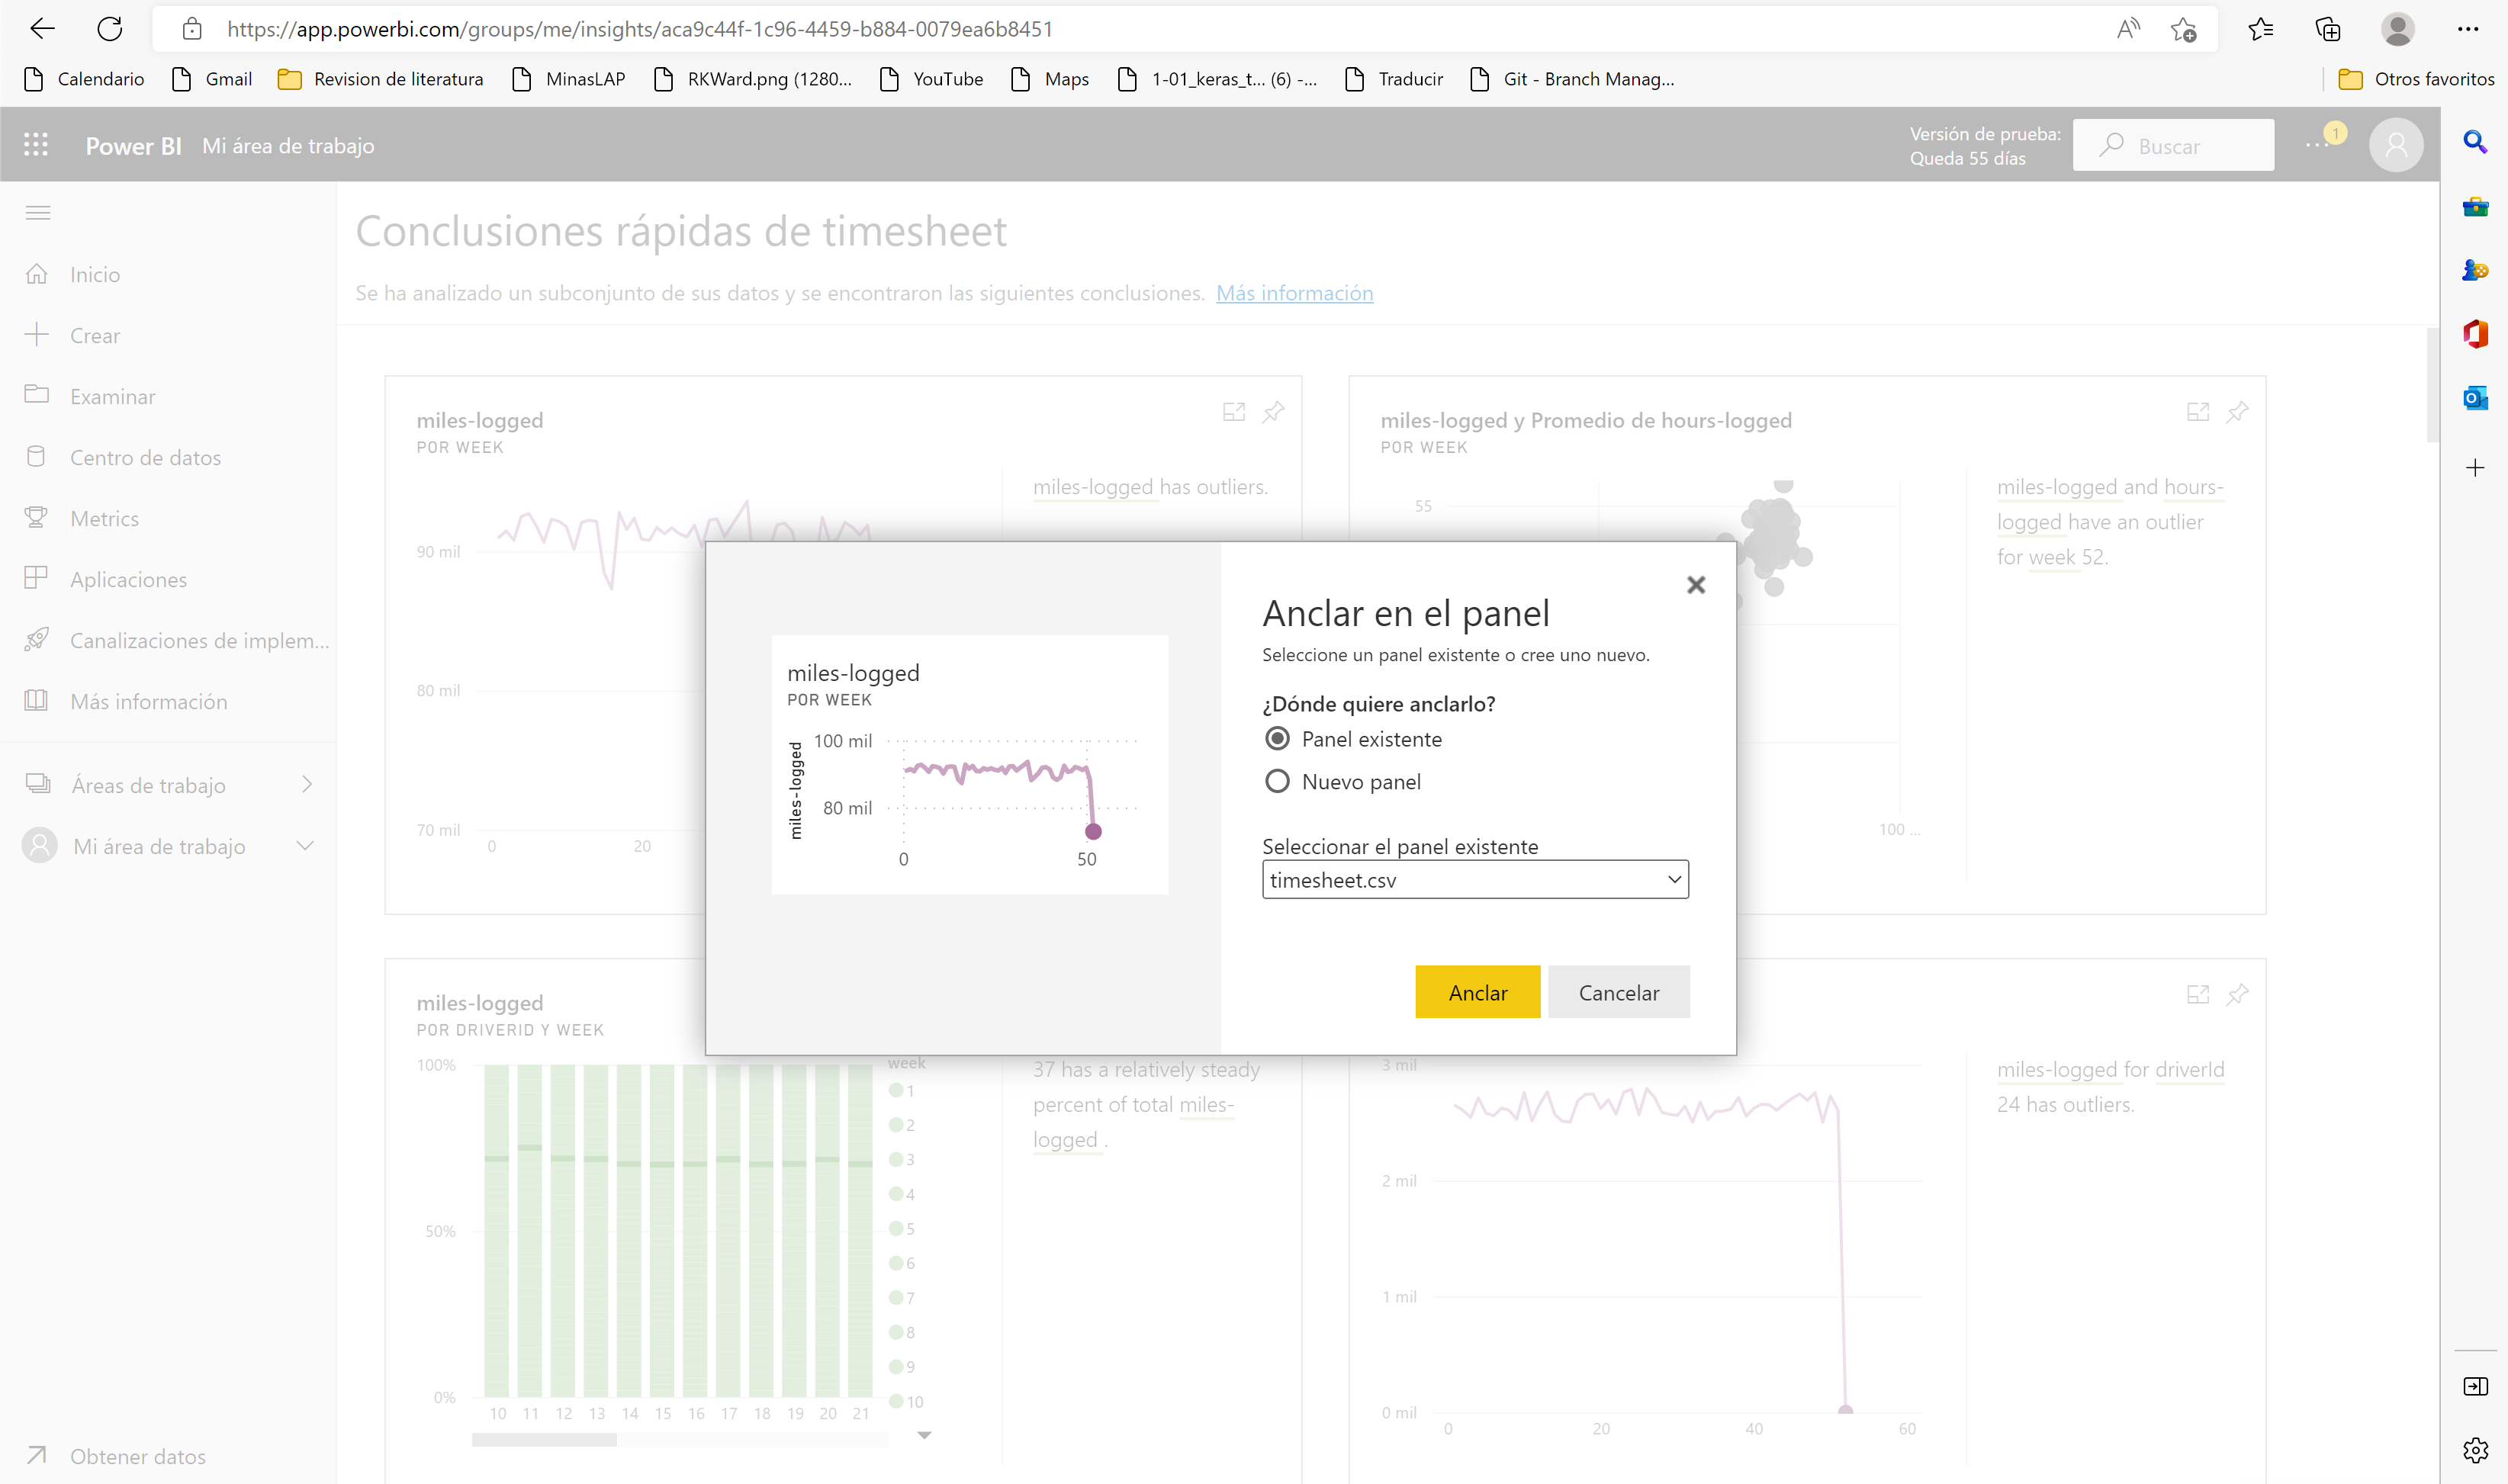 https://app.powerbi.com/groups/me/insights/aca9c44f-1c96-4459-b884-0079ea6b8451
Calendario
Gmail
Revision de literatura
MinasLAP
RKWard.png (1280...
YouTube
Maps
1-01_keras_t... (6) -...
Traducir
Git - Branch Manag...
Otros favoritos
Power BI
Mi área de trabajo
Versión de prueba:
Queda 55 días
Buscar
1
Inicio
Crear
Examinar
Centro de datos
Metrics
Aplicaciones
Canalizaciones de implem...
Más información
Áreas de trabajo
Mi área de trabajo
Obtener datos
Conclusiones rápidas de timesheet
Se ha analizado un subconjunto de sus datos y se encontraron las siguientes conclusiones. Más información
miles-logged
POR WEEK
miles-logged has outliers.
90 mil
80 mil
70 mil
0
20
miles-logged y Promedio de hours-logged
POR WEEK
55
100 ...
miles-logged and hours-
logged have an outlier
for week 52.
miles-logged
POR WEEK
miles-logged
100 mil
80 mil
0
50
Anclar en el panel
Seleccione un panel existente o cree uno nuevo.
¿Dónde quiere anclarlo?
Panel existente
Nuevo panel
Seleccionar el panel existente
timesheet.csv
Anclar
Cancelar
miles-logged
POR DRIVERID Y WEEK
100%
50%
0%
10 11 12 13 14 15 16 17 18 19 20 21
week
1
2
3
4
5
6
7
8
9
10
37 has a relatively steady
percent of total miles-
logged .
3 mil
2 mil
1 mil
0 mil
0
20
40
60
miles-logged for driverId
24 has outliers.